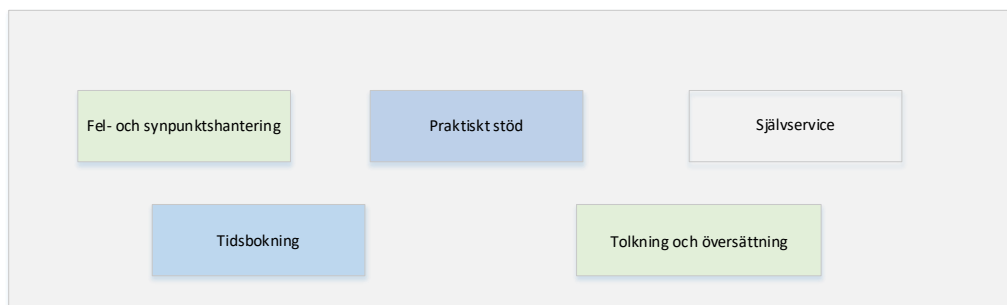 Fel- och synpunktshantering
Praktiskt stöd
Självservice
Tidsbokning
Tolkning och översättning